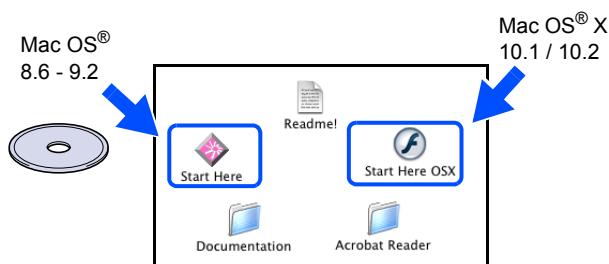 Mac OS® X
10.1 / 10.2
Mac OS®
8.6 - 9.2
Readme!
Start Here
Start Here OSX
Documentation
Acrobat Reader